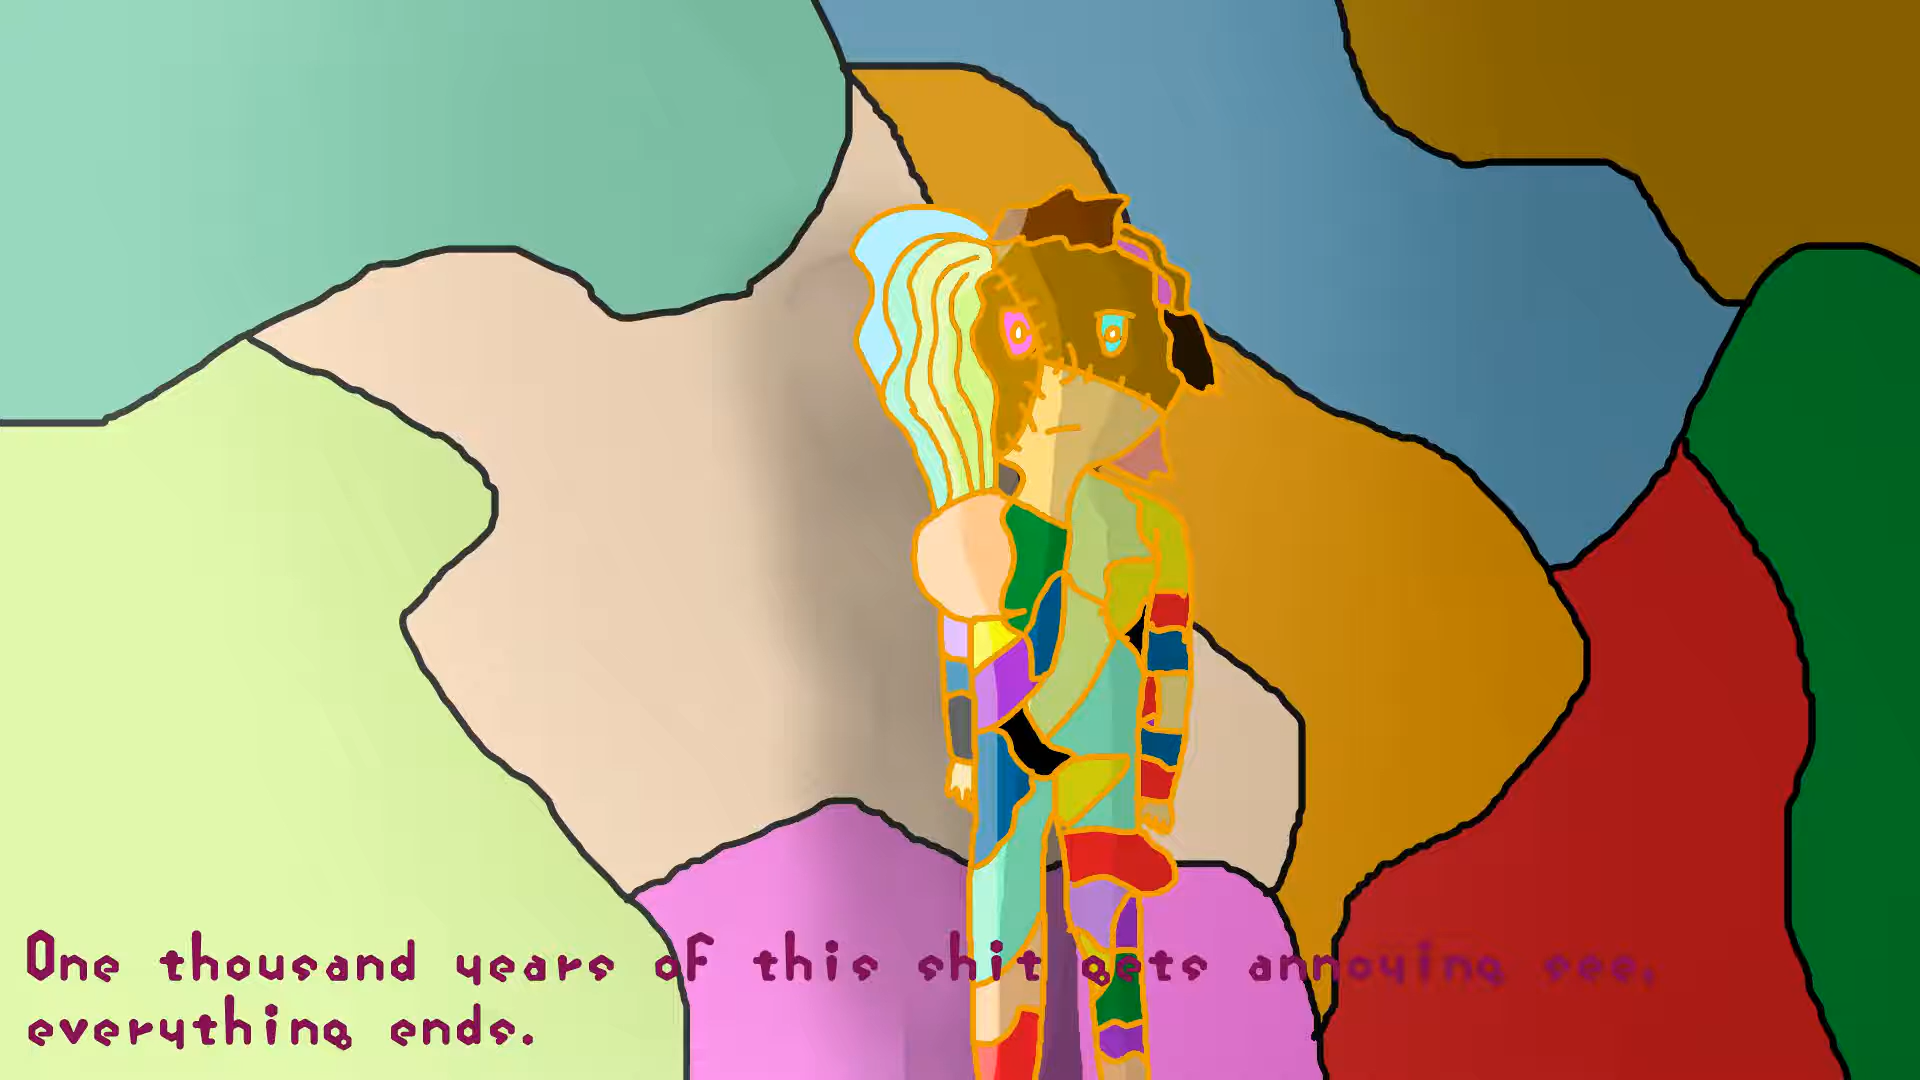 One thousand years of this shit gets annoying see,
everything ends.